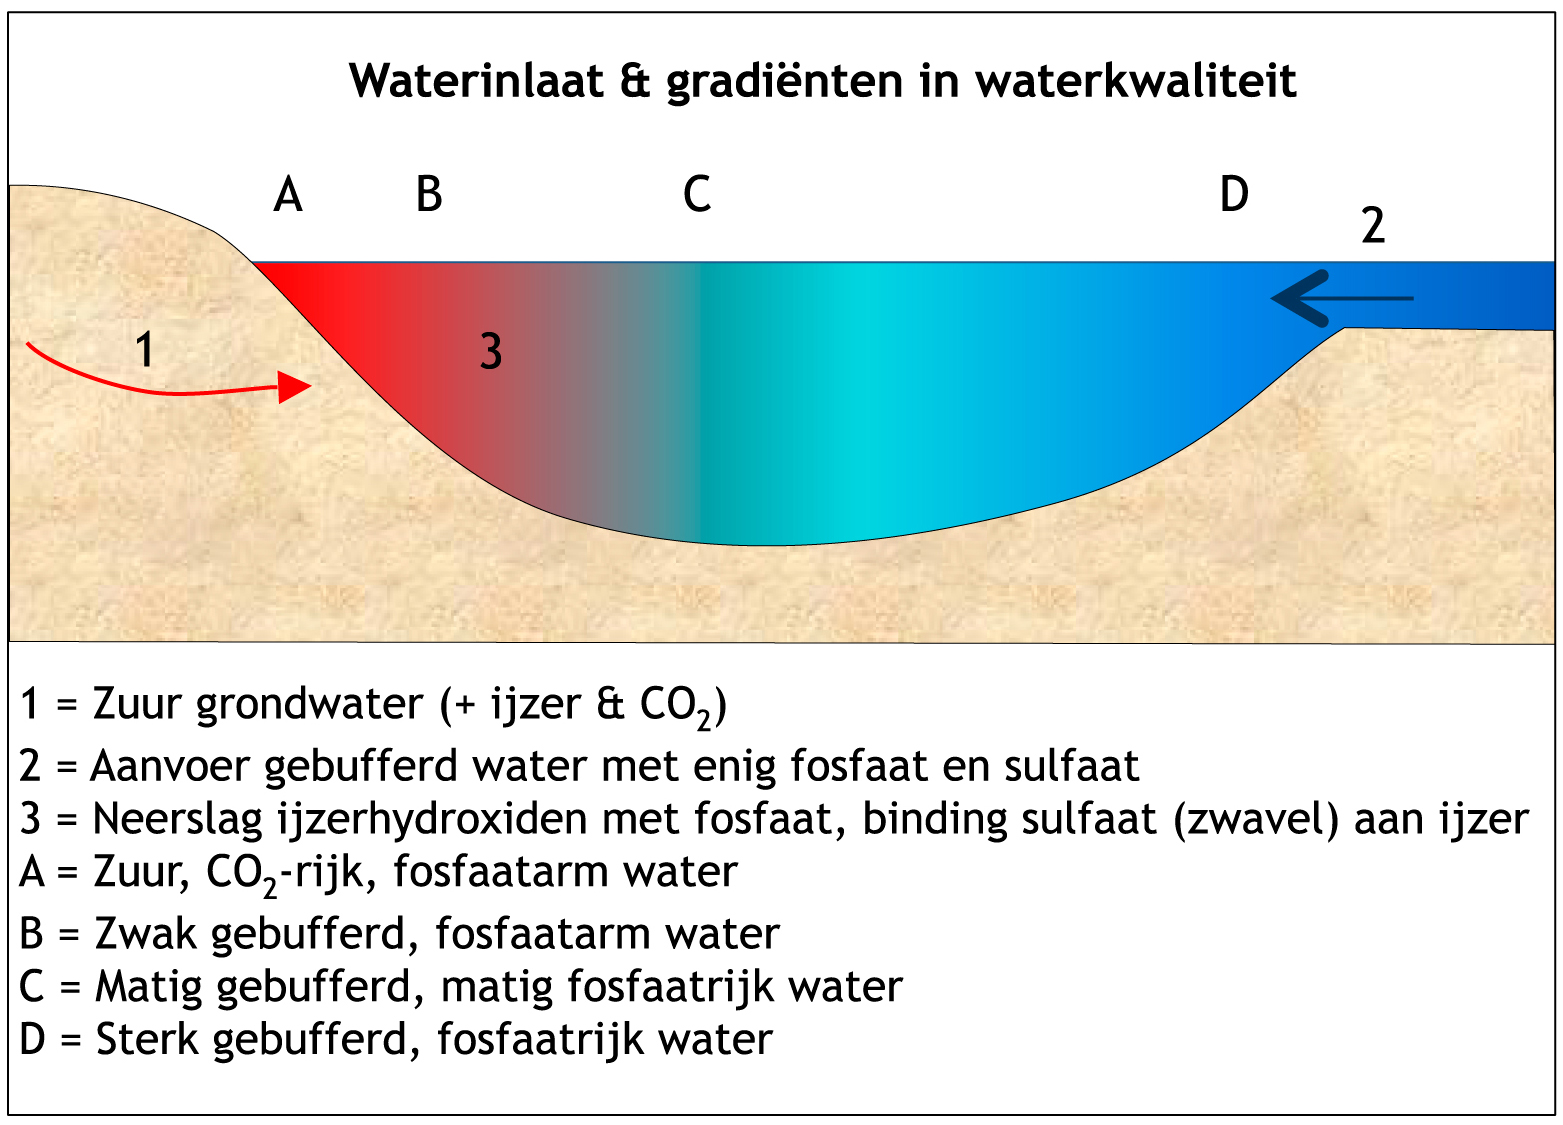 Waterinlaat & gradiënten in waterkwaliteit
A B C D
2
1
3
1 = Zuur grondwater (+ ijzer & CO₂)
2 = Aanvoer gebufferd water met enig fosfaat en sulfaat
3 = Neerslag ijzerhydroxiden met fosfaat, binding sulfaat (zwavel) aan ijzer
A = Zuur, CO₂-rijk, fosfaatarm water
B = Zwak gebufferd, fosfaatarm water
C = Matig gebufferd, matig fosfaatrijk water
D = Sterk gebufferd, fosfaatrijk water